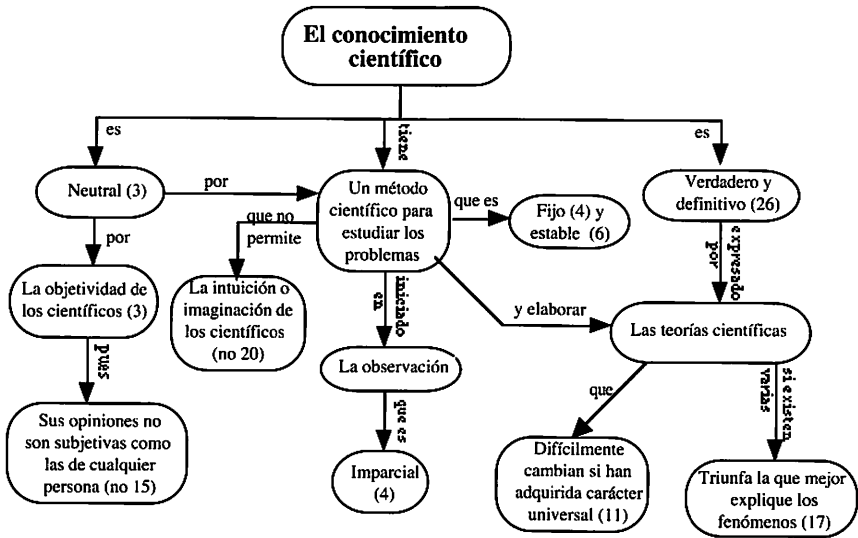 El conocimiento
científico
es
tiene
es
Neutral (3)
por
Un método
científico para
estudiar los
problemas
que es
Fijo (4) y
estable (6)
Verdadero y
definitivo (26)
por
que no
permite
expresado
por
La objetividad de
los científicos (3)
La intuición o
imaginación de
los científicos
(no 20)
iniciado
en
y elaborar
Las teorías científicas
pues
La observación
que
si existen
varias
Sus opiniones no
son subjetivas como
las de cualquier
persona (no 15)
que es
Imparcial
(4)
Difícilmente
cambian si han
adquirida carácter
universal (11)
Triunfa la que mejor
explique los
fenómenos (17)